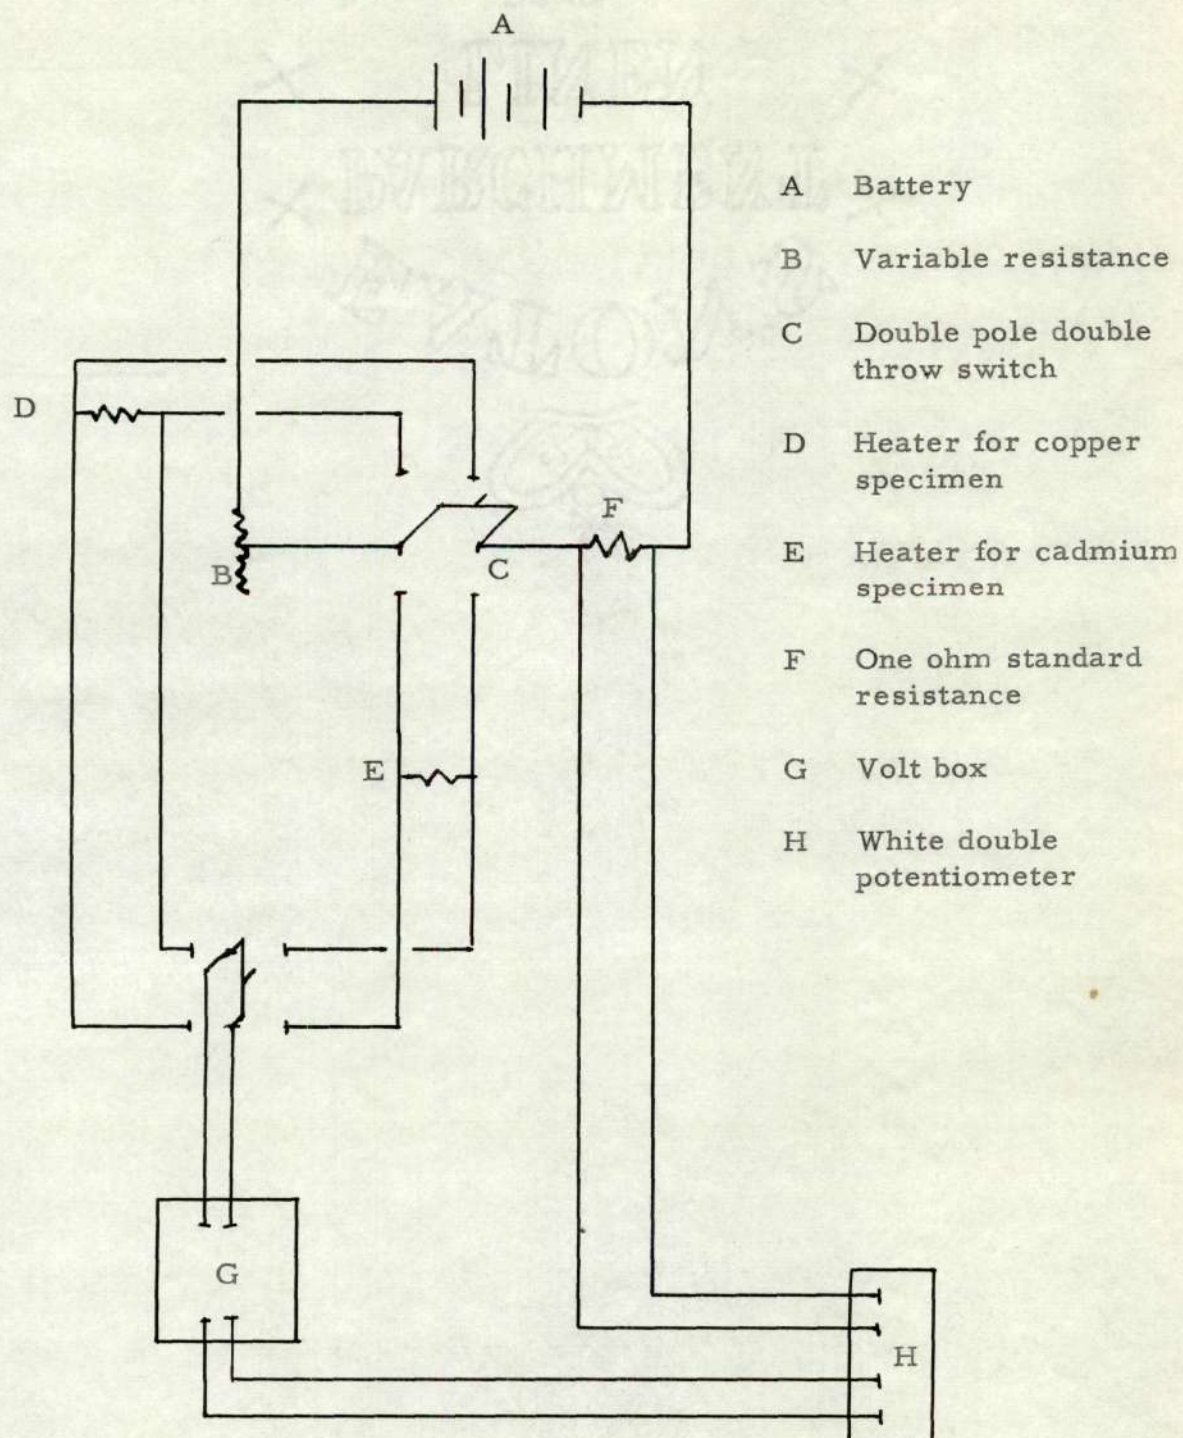 A
A Battery
B Variable resistance
C Double pole double
throw switch
D
D Heater for copper
specimen
F
B
C
E Heater for cadmium
specimen
F One ohm standard
resistance
E
G Volt box
H White double
potentiometer
G
H